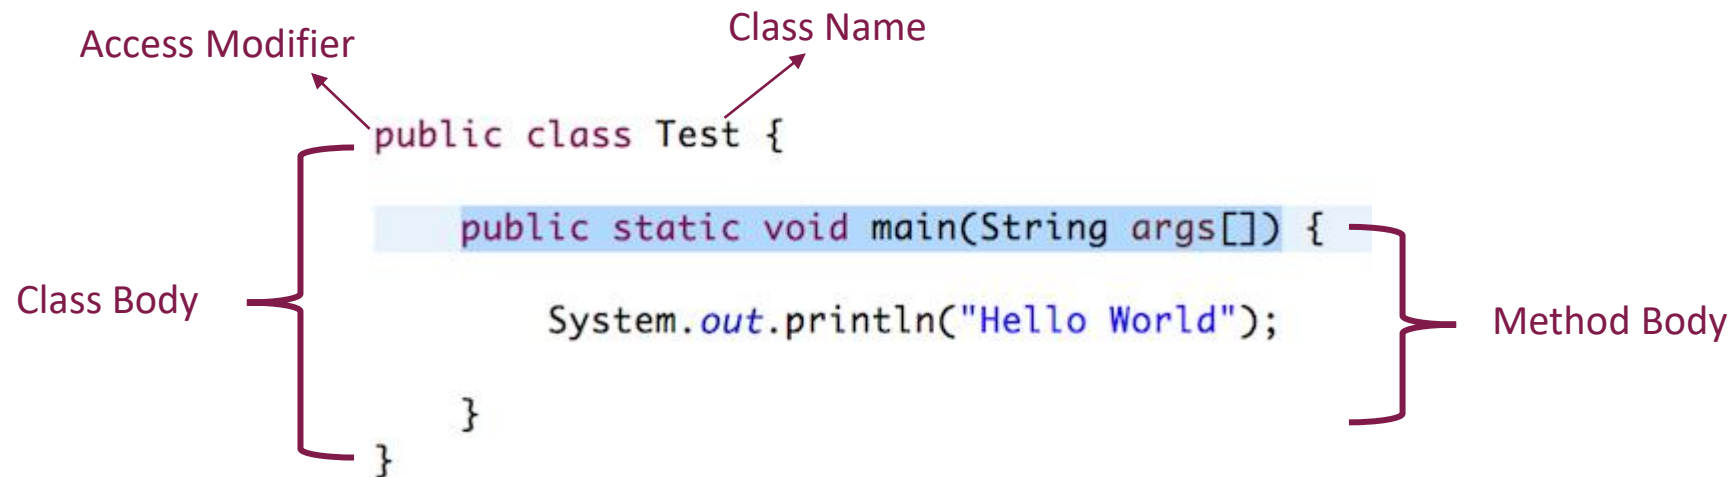 Access Modifier
Class Name
public class Test {
public static void main(String args[]) {
Class Body
System.out.println("Hello World");
Method Body
}
}